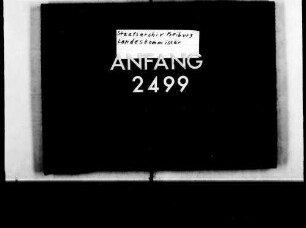 Staatsarchiv Freiburg
Landeskommissär
ANFANG
2499